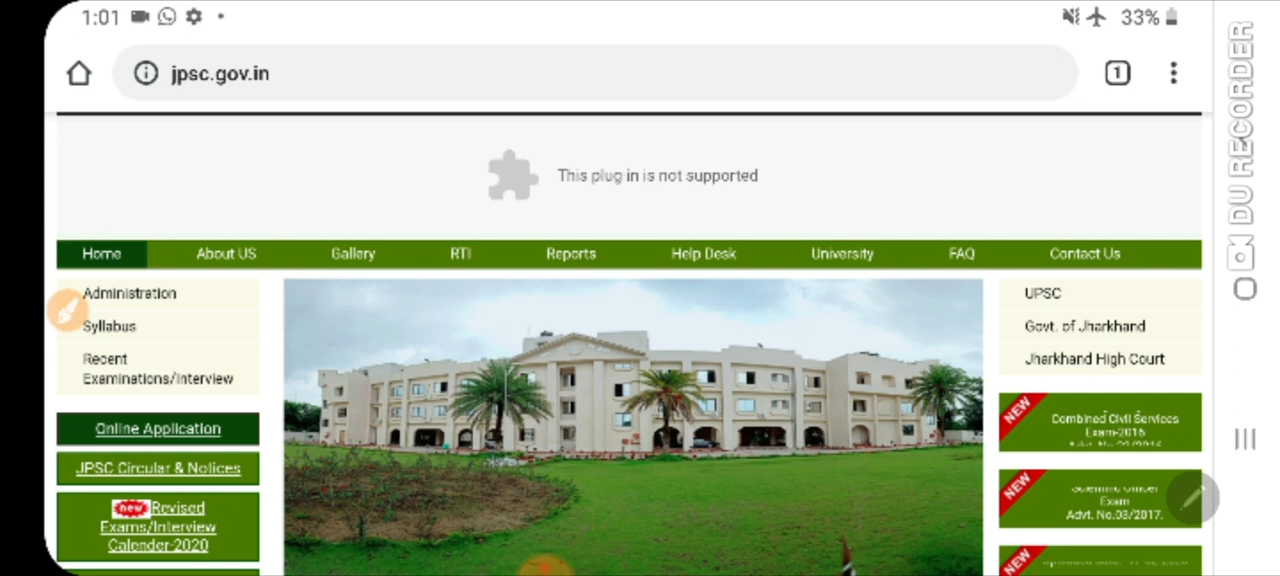 1:01
33%
jpsc.gov.in
1
This plug-in is not supported
Home
About US
Gallery
RTI
Reports
Help Desk
University
FAQ
Contact Us
Administration
Syllabus
Recent
Examinations/Interview
Online Application
JPSC Circular & Notices
new Revised
Exams/Interview
Calender-2020
UPSC
Govt. of Jharkhand
Jharkhand High Court
NEW
Combined Civil Services
Exam-2016
NEW
Exam
Advt. No.03/2017.
NEW
DU RECORDER